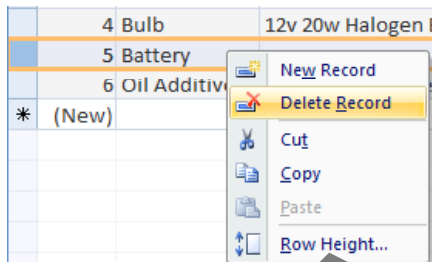 4 Bulb 12v 20w Halogen
5 Battery
6 Oil Additiv
* (New)
New Record
Delete Record
Cut
Copy
Paste
Row Height...